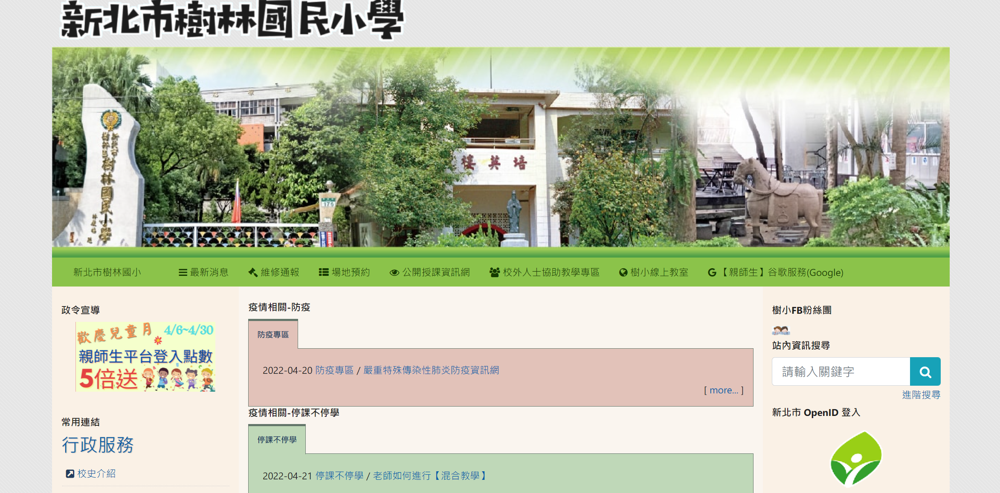 新北市樹林國民小學
樹林國民小學
176
樓英培
新北市樹林國小
最新消息
維修通報
場地預約
公開授課資訊網
校外人士協助教學專區
樹小線上教室
【親師生】谷歌服務(Google)
政令宣導
歡慶兒童月 4/6~4/30
親師生平台登入點數
5倍送
常用連結
行政服務
校史介紹
疫情相關-防疫
防疫專區
2022-04-20 防疫專區 / 嚴重特殊傳染性肺炎防疫資訊網
[ more... ]
疫情相關-停課不停學
停課不停學
2022-04-21 停課不停學 / 老師如何進行【混合教學】
樹小FB粉絲團
站內資訊搜尋
請輸入關鍵字
進階搜尋
新北市 OpenID 登入